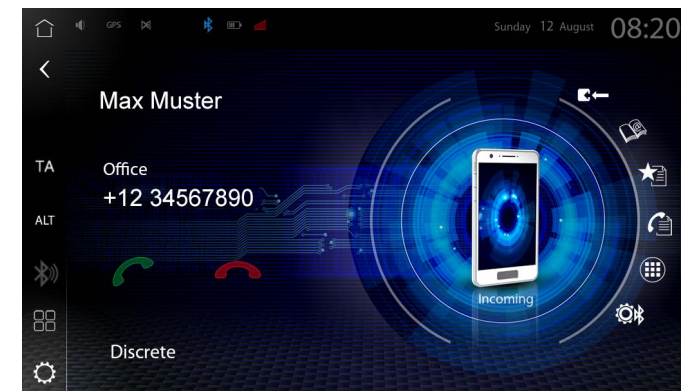 GPS
Sunday 12 August 08:20
Max Muster
TA
Office
+12 34567890
ALT
Incoming
Discrete